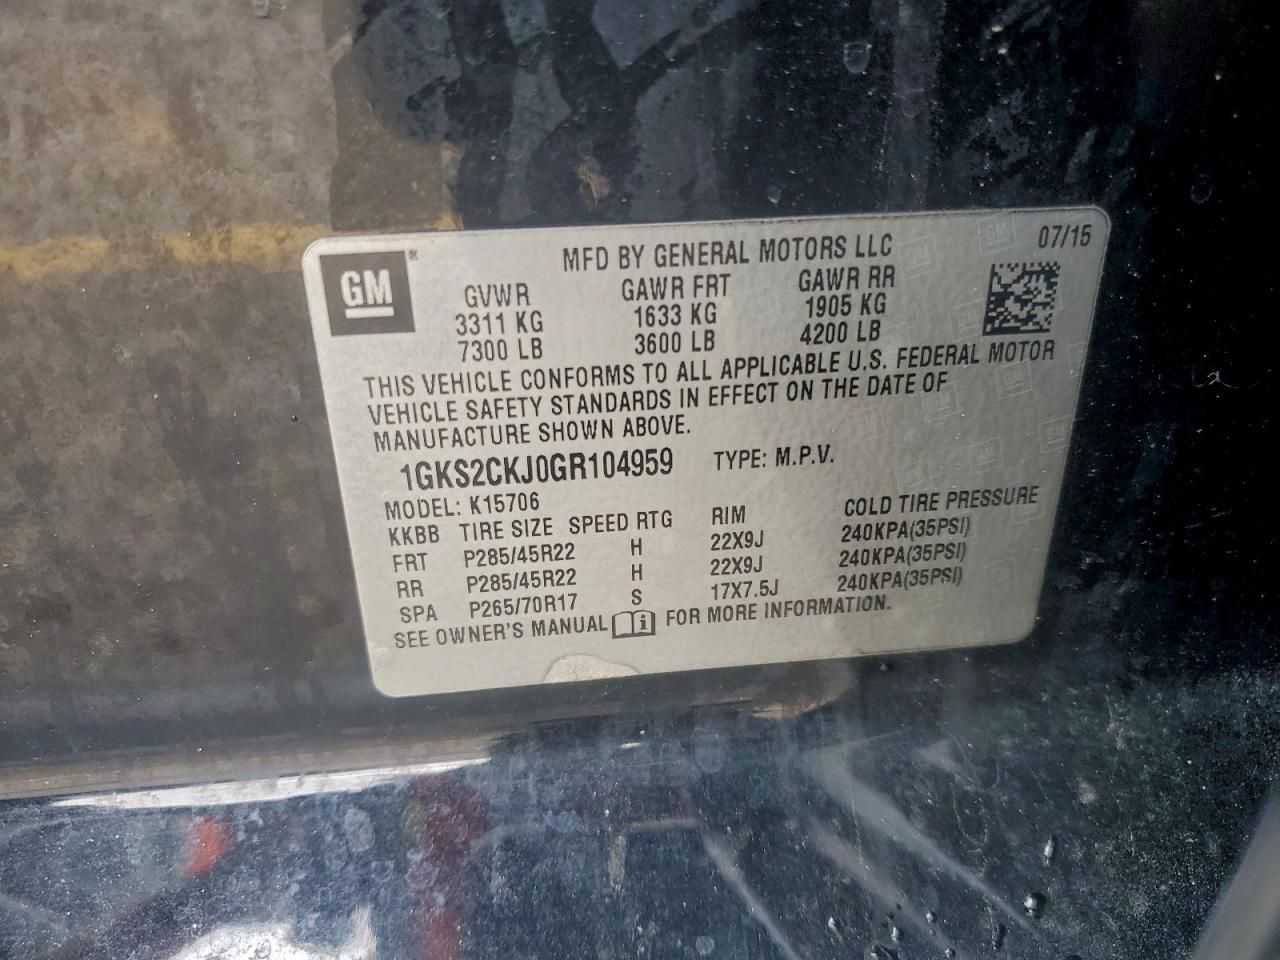 MFD BY GENERAL MOTORS LLC 07/15
GM®
GVWR GAWR FRT GAWR RR
3311 KG 1633 KG 1905 KG
7300 LB 3600 LB 4200 LB
THIS VEHICLE CONFORMS TO ALL APPLICABLE U.S. FEDERAL MOTOR
VEHICLE SAFETY STANDARDS IN EFFECT ON THE DATE OF
MANUFACTURE SHOWN ABOVE.
1GKS2CKJ0GR104959 TYPE: M.P.V.
MODEL: K15706
KKBB TIRE SIZE SPEED RTG RIM COLD TIRE PRESSURE
FRT P285/45R22 H 22X9J 240KPA(35PSI)
RR P285/45R22 H 22X9J 240KPA(35PSI)
SPA P265/70R17 S 17X7.5J 240KPA(35PSI)
SEE OWNER'S MANUAL i FOR MORE INFORMATION.